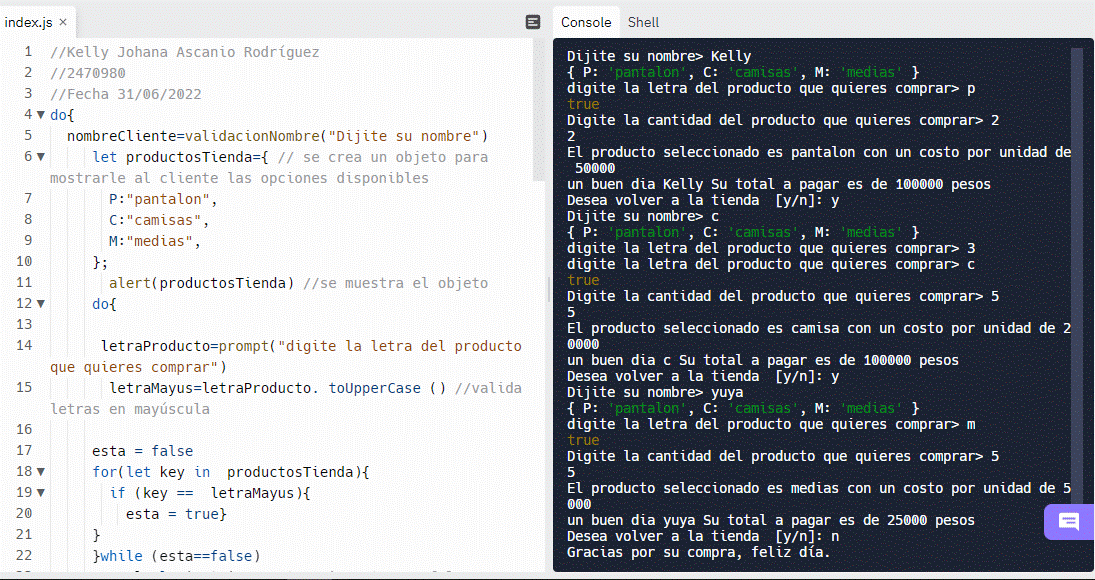 index.js ×
1 //Kelly Johana Ascanio Rodríguez
2 //2470980
3 //Fecha 31/06/2022
4 do{
5 nombreCliente=validacionNombre("Dijite su nombre")
6 let productosTienda={ // se crea un objeto para
mostrarle al cliente las opciones disponibles
7 P:"pantalon",
8 C:"camisas",
9 M:"medias",
10 };
11 alert(productosTienda) //se muestra el objeto
12 do{
13
14 letraProducto=prompt("digite la letra del producto
que quieres comprar")
15 letraMayus=letraProducto. toUpperCase () //valida
letras en mayúscula
16
17 esta = false
18 for(let key in productosTienda){
19 if (key == letraMayus){
20 esta = true}
21 }
22 }while (esta==false)
Console Shell
Dijite su nombre> Kelly
{ P: 'pantalon', C: 'camisas', M: 'medias' }
digite la letra del producto que quieres comprar> p
true
Digite la cantidad del producto que quieres comprar> 2
2
El producto seleccionado es pantalon con un costo por unidad de
50000
un buen dia Kelly Su total a pagar es de 100000 pesos
Desea volver a la tienda [y/n]: y
Dijite su nombre> c
{ P: 'pantalon', C: 'camisas', M: 'medias' }
digite la letra del producto que quieres comprar> 3
digite la letra del producto que quieres comprar> c
true
Digite la cantidad del producto que quieres comprar> 5
5
El producto seleccionado es camisa con un costo por unidad de 2
0000
un buen dia c Su total a pagar es de 100000 pesos
Desea volver a la tienda [y/n]: y
Dijite su nombre> yuya
{ P: 'pantalon', C: 'camisas', M: 'medias' }
digite la letra del producto que quieres comprar> m
true
Digite la cantidad del producto que quieres comprar> 5
5
El producto seleccionado es medias con un costo por unidad de 5
000
un buen dia yuya Su total a pagar es de 25000 pesos
Desea volver a la tienda [y/n]: n
Gracias por su compra, feliz día.